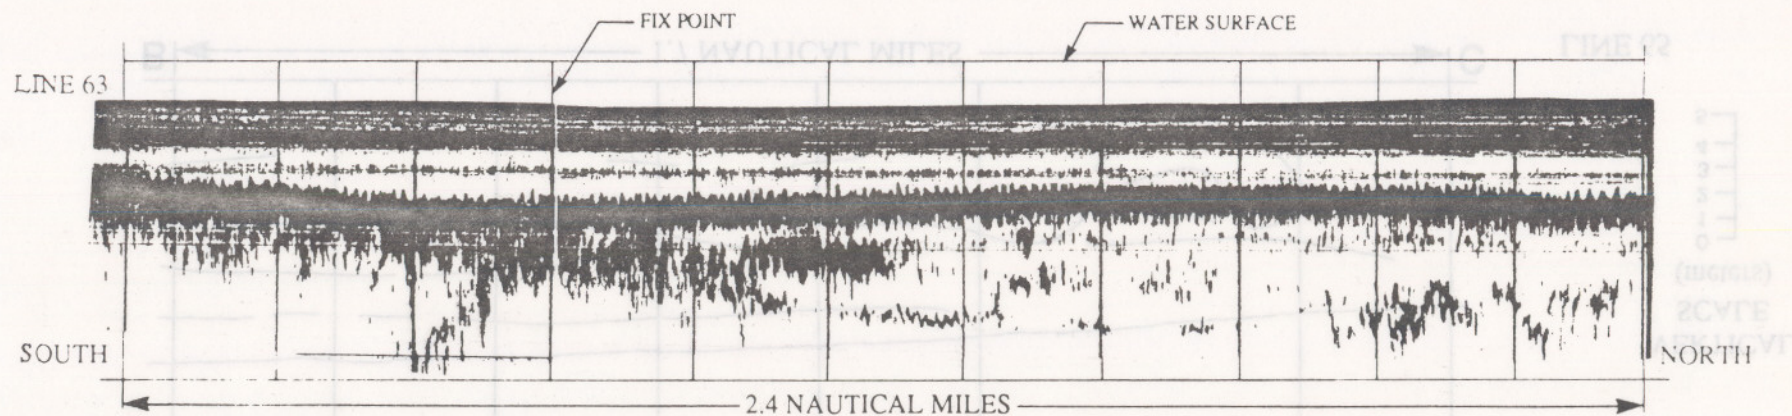 FIX POINT
WATER SURFACE
LINE 63
SOUTH
NORTH
2.4 NAUTICAL MILES